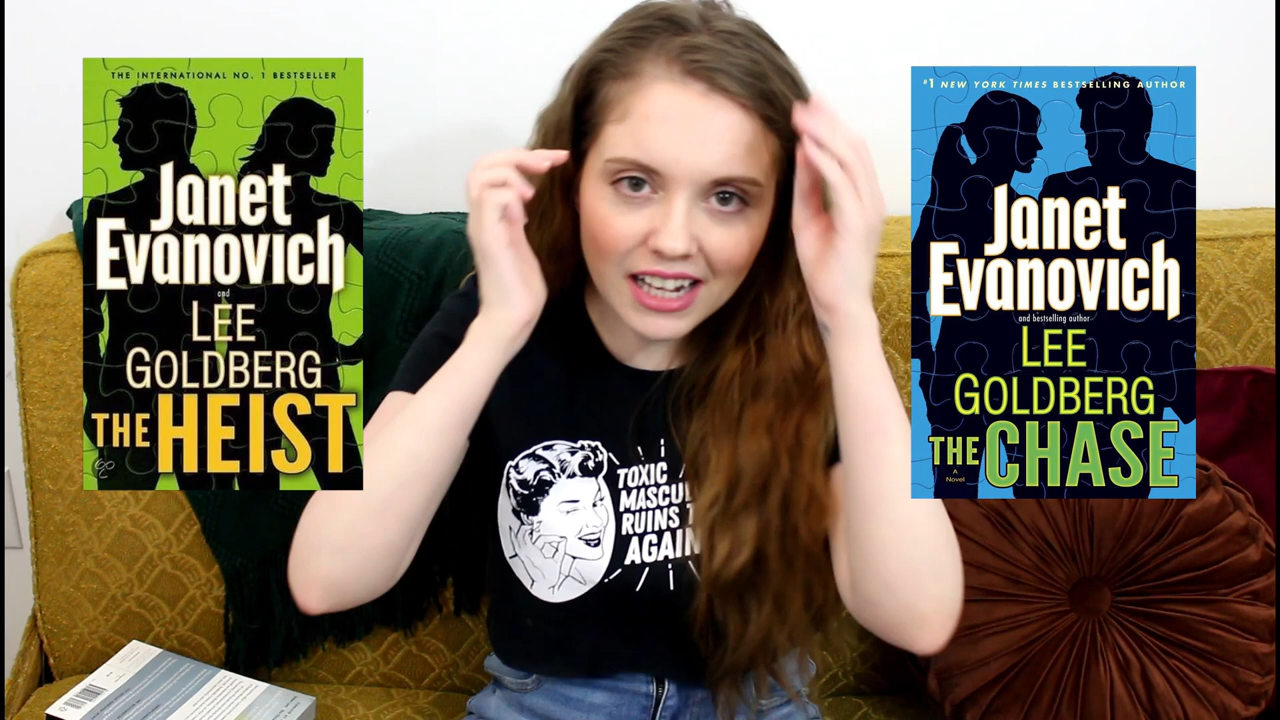 THE INTERNATIONAL NO. 1 BESTSELLER
Janet
Evanovich
and
LEE
GOLDBERG
THE HEIST
#1 NEW YORK TIMES BESTSELLING AUTHOR
Janet
Evanovich
and bestselling author
LEE
GOLDBERG
THE CHASE
A
Novel
TOXIC
RUINS
AGAIN